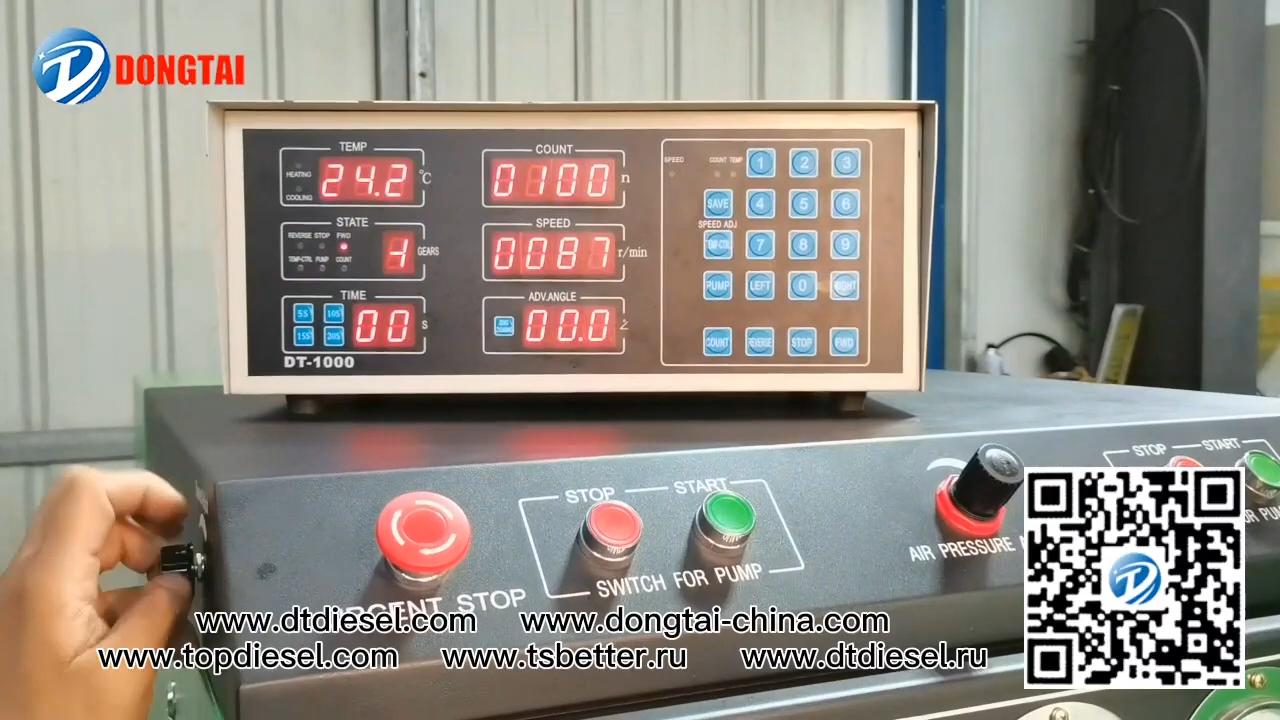 DONGTAI
TEMP
HEATING
COOLING
24.2 ℃
COUNT
0100 n
STATE
REVERSE STOP FWD
TEMP-CTRL PUMP COUNT
GEARS
SPEED
0087 r/min
TIME
5S 10S
15S 20S
00 S
ADV.ANGLE
00.0
DT-1000
SPEED COUNT TEMP
1 2 3
SAVE 4 5 6
SPEED ADJ
TEMP-CTRL 7 8 9
PUMP LEFT 0 RIGHT
COUNT REVERSE STOP FWD
STOP START
SWITCH FOR PUMP
STOP START
AIR PRESSURE
STOP
www.dtdiesel.com www.dongtai-china.com
www.topdiesel.com www.tsbetter.ru www.dtdiesel.ru